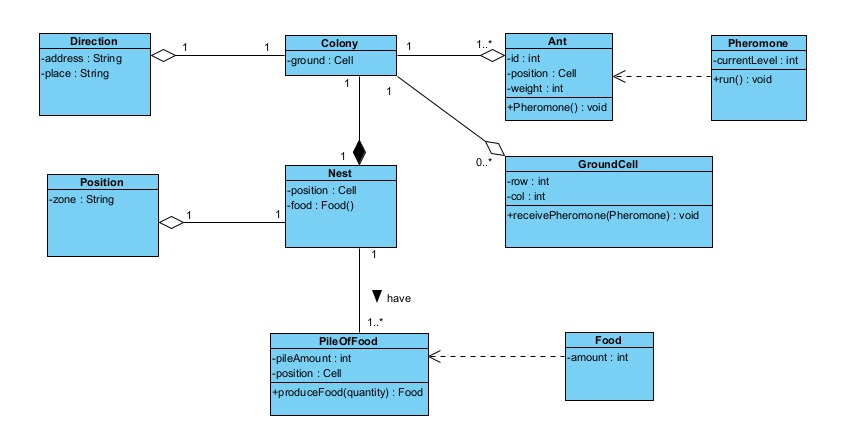 Direction
-address : String
-place : String
1
1
Colony
-ground : Cell
1
1..*
Ant
-id : int
-position : Cell
-weight : int
+Pheromone() : void
Pheromone
-currentLevel : int
+run() : void
1
1
1
0..*
GroundCell
-row : int
-col : int
+receivePheromone(Pheromone) : void
Position
-zone : String
1
1
Nest
-position : Cell
-food : Food()
1
have
1..*
PileOfFood
-pileAmount : int
-position : Cell
+produceFood(quantity) : Food
Food
-amount : int